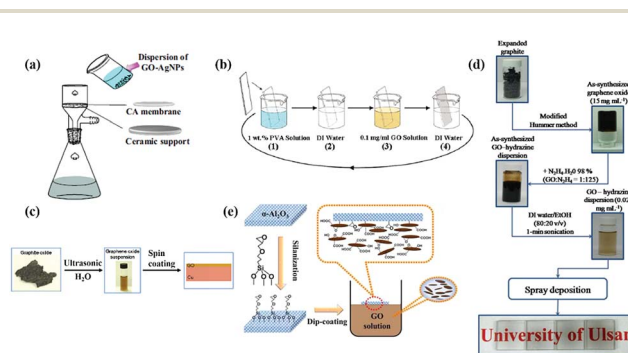 (a)
Dispersion of
GO-AgNPs
CA membrane
Ceramic support
(b)
1 wt.% PVA Solution
(1)
DI Water
(2)
0.1 mg/ml GO Solution
(3)
DI Water
(4)
(c)
Graphite oxide
Ultrasonic
H₂O
Graphene oxide
suspension
Spin
coating
GO
Cu
(d)
Expanded
graphite
Modified
Hummer method
As-synthesized
graphene oxide
(15 mg mL⁻¹)
As-synthesized
GO-hydrazine
dispersion
+ N₂H₄.H₂0 98 %
(GO:N₂H₄ = 1:125)
GO – hydrazine
dispersion (0.02
mg mL⁻¹)
DI water/EtOH
(80:20 v/v)
1-min sonication
Spray deposition
University of Ulsan
(e)
α-Al₂O₃
Silanization
Dip-coating
GO
solution